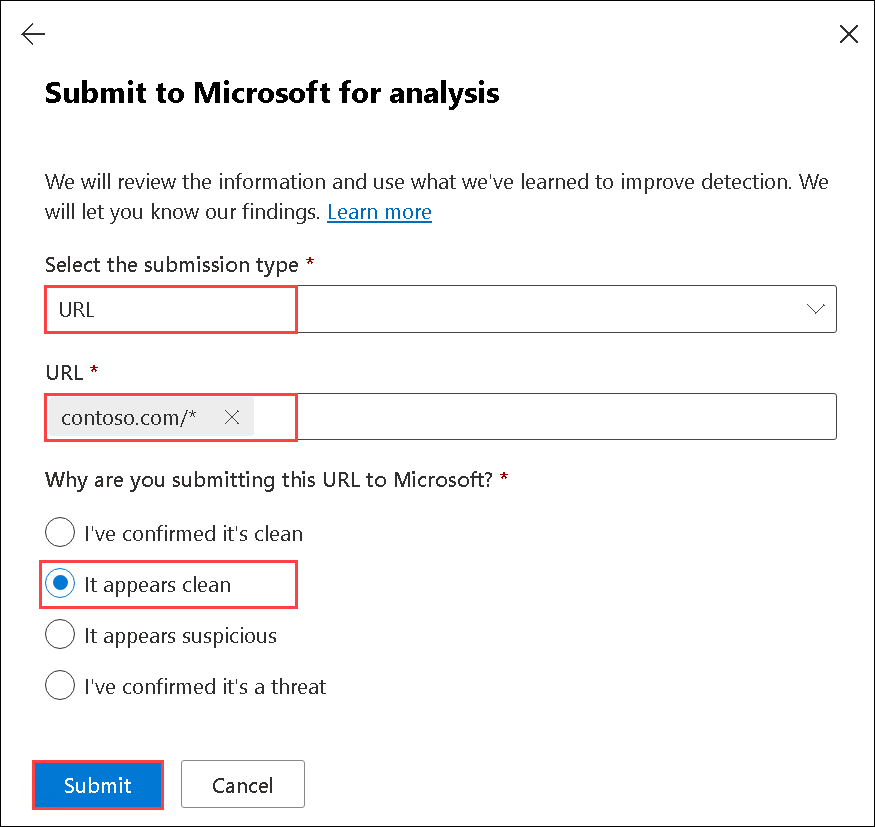 Submit to Microsoft for analysis
We will review the information and use what we've learned to improve detection. We
will let you know our findings. Learn more
Select the submission type *
URL
URL *
contoso.com/*
Why are you submitting this URL to Microsoft? *
I've confirmed it's clean
It appears clean
It appears suspicious
I've confirmed it's a threat
Submit Cancel